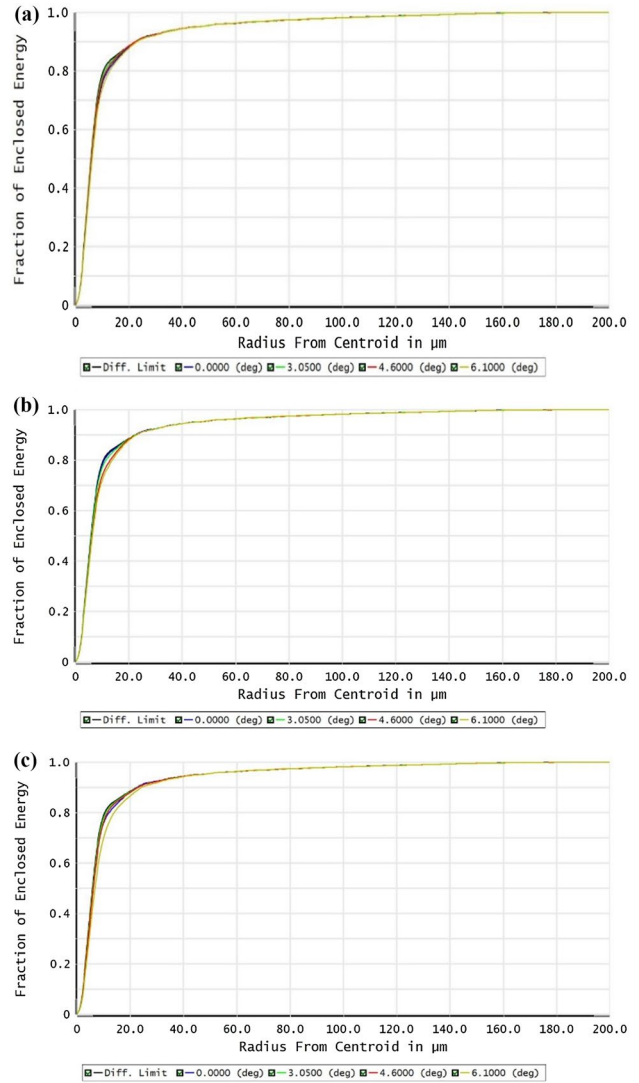 (a)
1.0
0.8
0.6
0.4
0.2
0
Fraction of Enclosed Energy
0 20.0 40.0 60.0 80.0 100.0 120.0 140.0 160.0 180.0 200.0
Radius From Centroid in µm
Diff. Limit 0.0000 (deg) 3.0500 (deg) 4.6000 (deg) 6.1000 (deg)
(b)
1.0
0.8
0.6
0.4
0.2
0
Fraction of Enclosed Energy
0 20.0 40.0 60.0 80.0 100.0 120.0 140.0 160.0 180.0 200.0
Radius From Centroid in µm
Diff. Limit 0.0000 (deg) 3.0500 (deg) 4.6000 (deg) 6.1000 (deg)
(c)
1.0
0.8
0.6
0.4
0.2
0
Fraction of Enclosed Energy
0 20.0 40.0 60.0 80.0 100.0 120.0 140.0 160.0 180.0 200.0
Radius From Centroid in µm
Diff. Limit 0.0000 (deg) 3.0500 (deg) 4.6000 (deg) 6.1000 (deg)